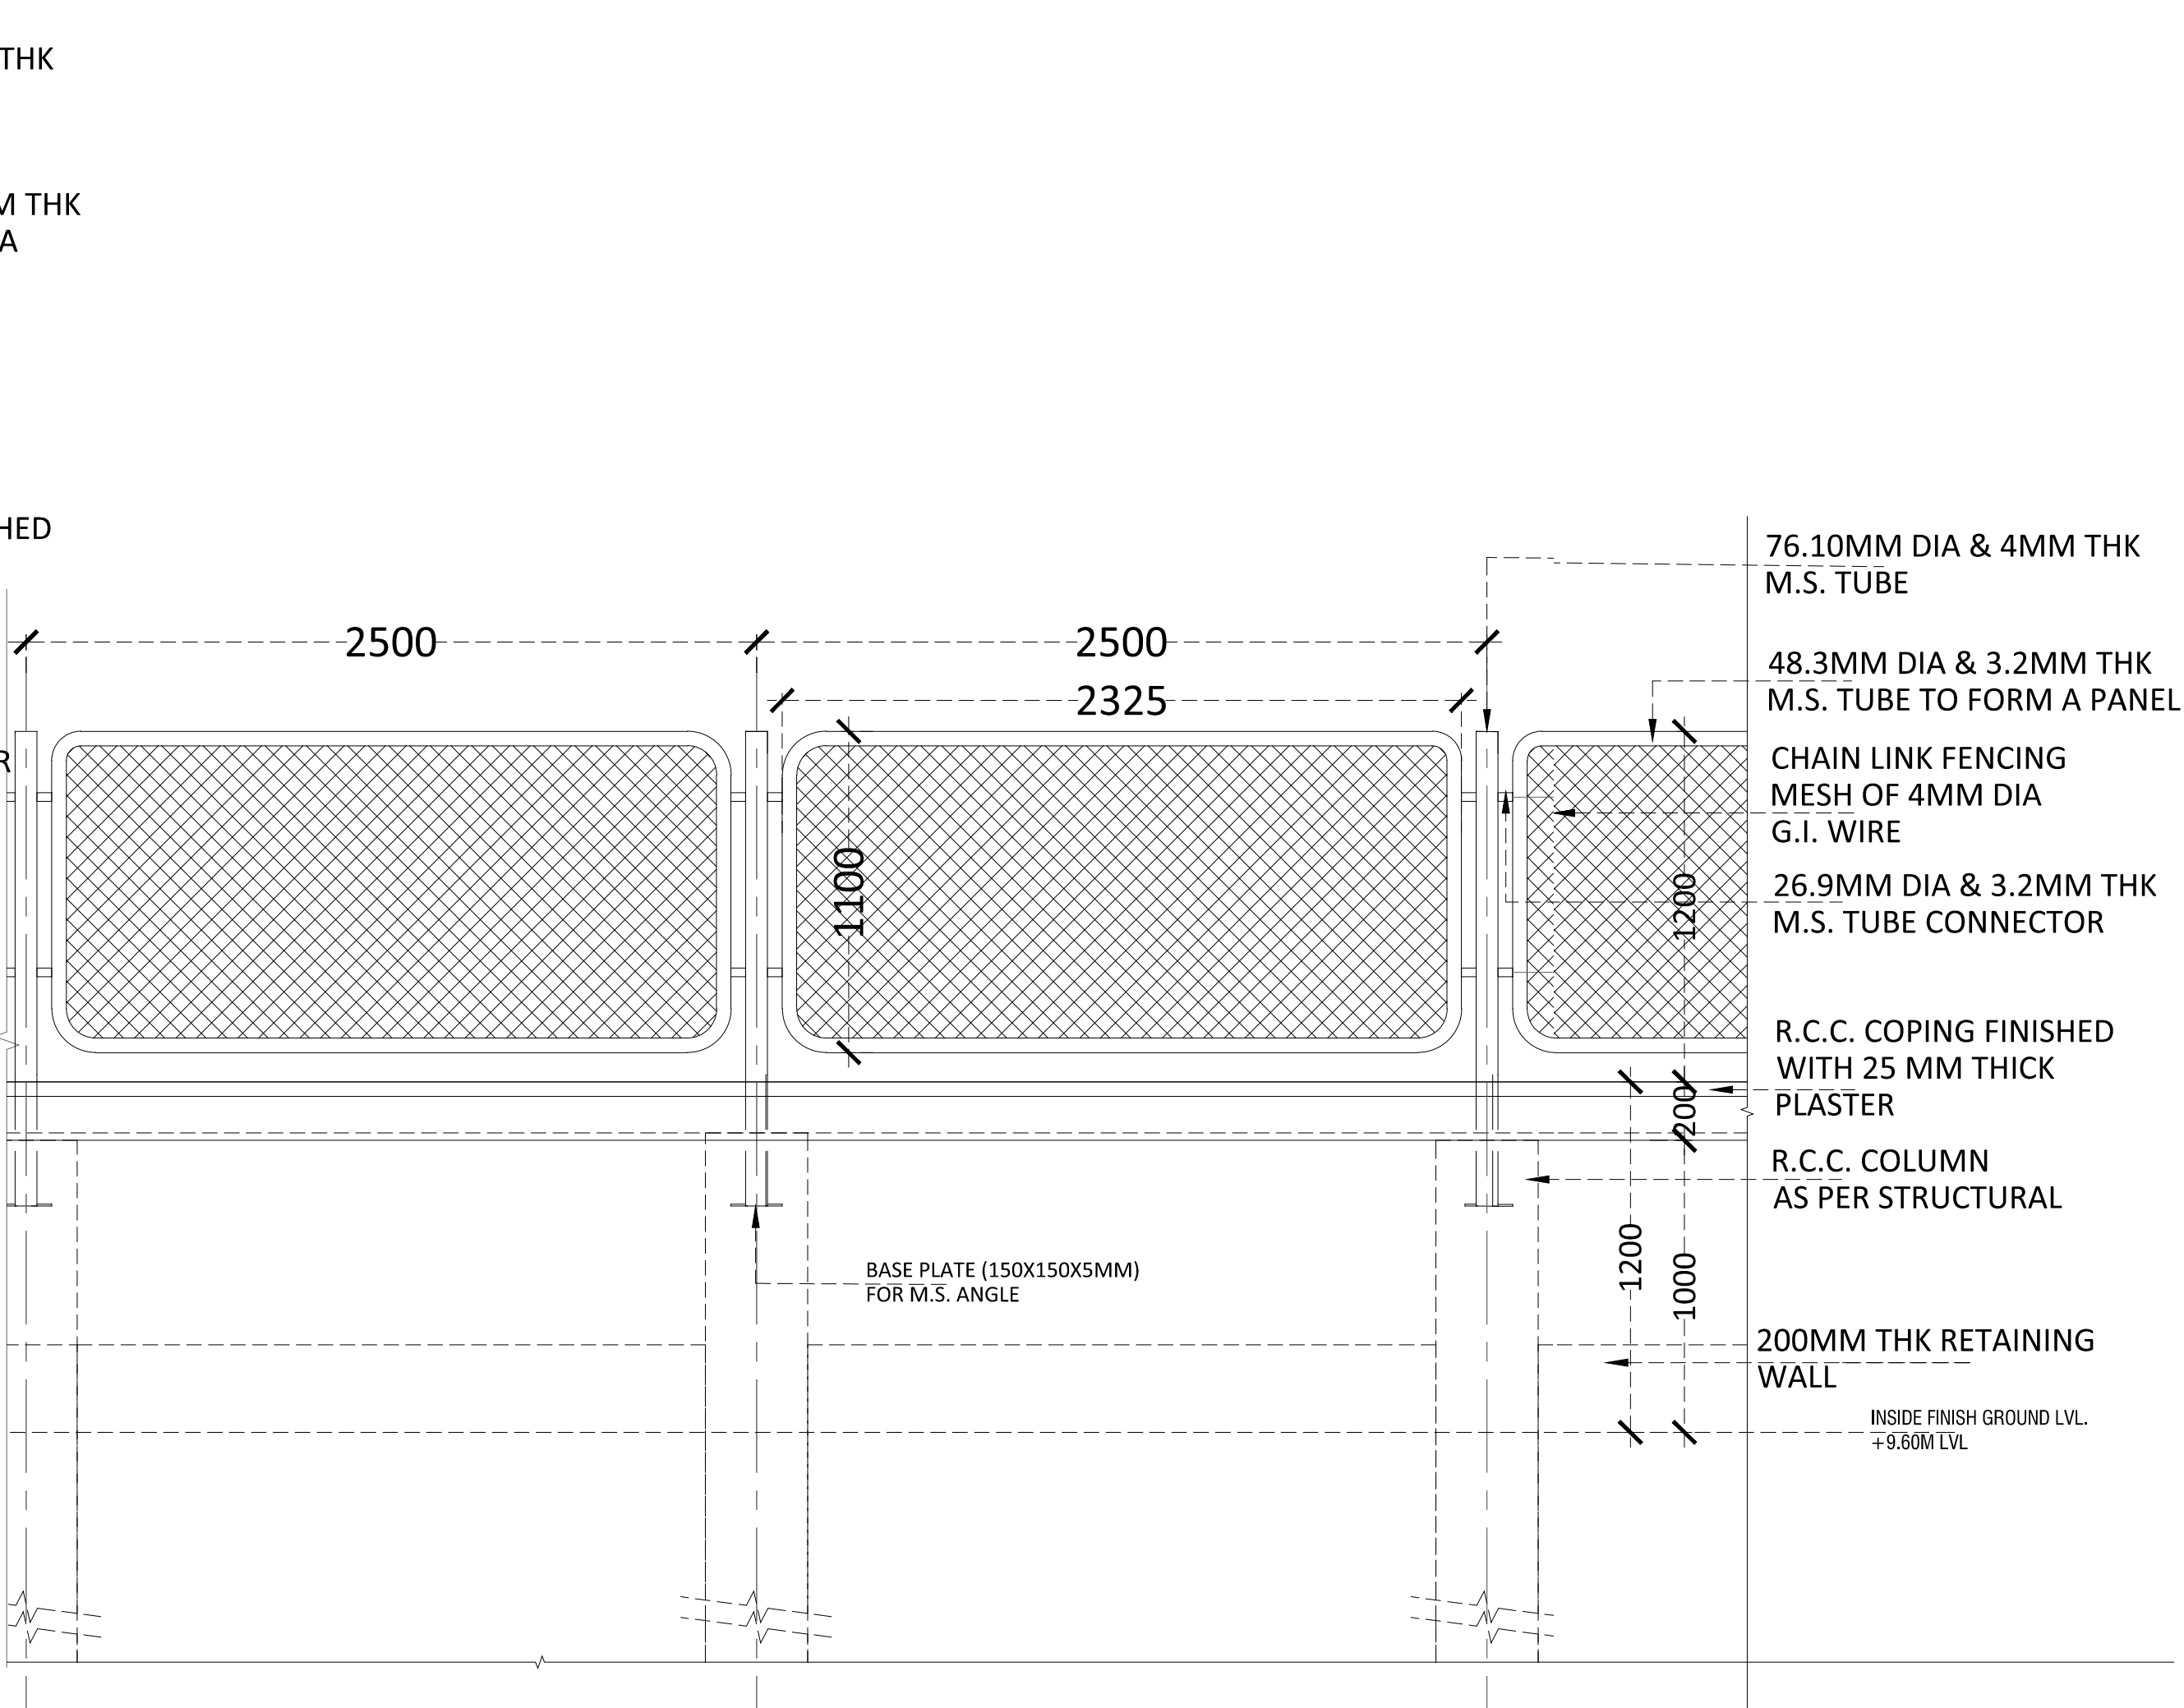 THK
M THK
A
HED
R
76.10MM DIA & 4MM THK
M.S. TUBE
2500
2500
48.3MM DIA & 3.2MM THK
M.S. TUBE TO FORM A PANEL
2325
CHAIN LINK FENCING
MESH OF 4MM DIA
G.I. WIRE
1100
1200
26.9MM DIA & 3.2MM THK
M.S. TUBE CONNECTOR
R.C.C. COPING FINISHED
WITH 25 MM THICK
PLASTER
200
R.C.C. COLUMN
AS PER STRUCTURAL
1200
1000
BASE PLATE (150X150X5MM)
FOR M.S. ANGLE
200MM THK RETAINING
WALL
INSIDE FINISH GROUND LVL.
+9.60M LVL